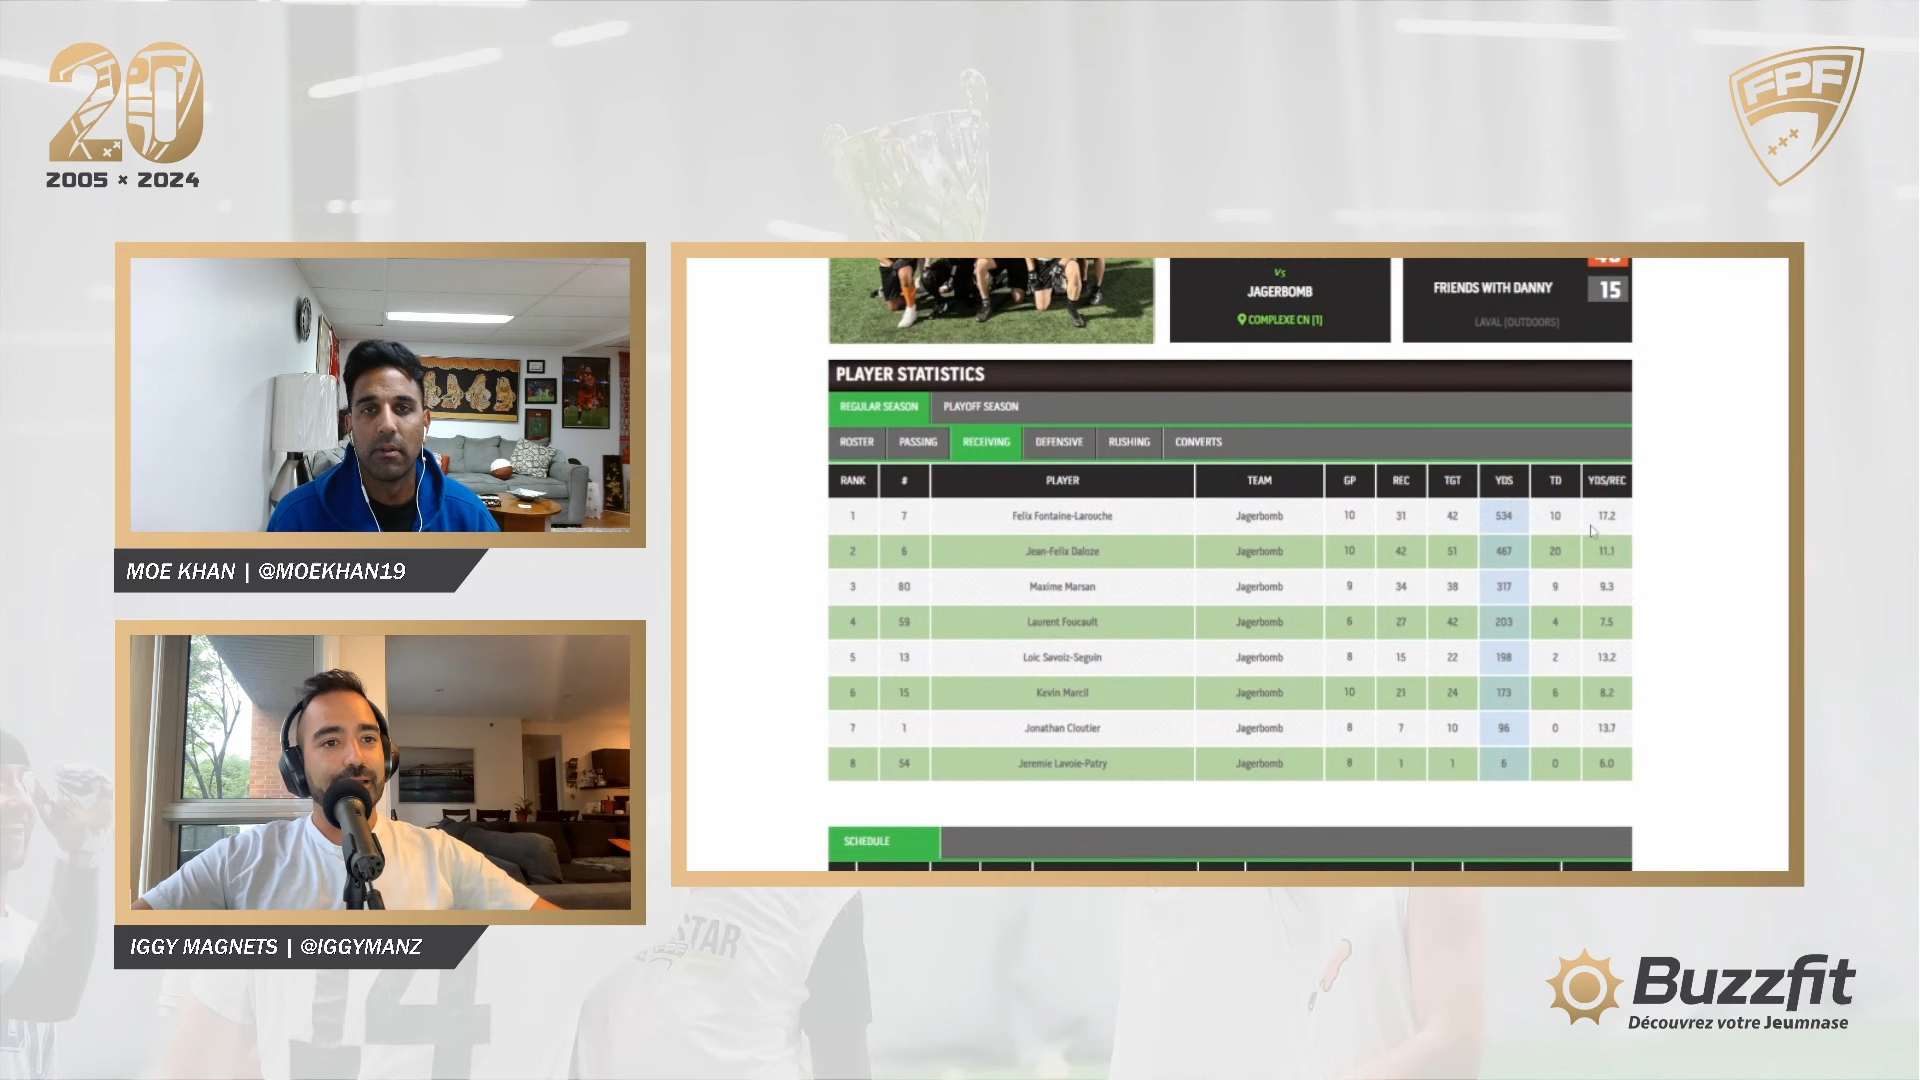 20
2005 × 2024
FPF
MOE KHAN | @MOEKHAN19
IGGY MAGNETS | @IGGYMANZ
VS
JAGERBOMB
COMPLEXE CN [1]
FRIENDS WITH DANNY 15
LAVAL (OUTDOORS)
PLAYER STATISTICS
REGULAR SEASON PLAYOFF SEASON
ROSTER PASSING RECEIVING DEFENSIVE RUSHING CONVERTS
RANK # PLAYER TEAM GP REC TGT YDS TD YDS/REC
1 7 Felix Fontaine-Larouche Jagerbomb 10 31 42 534 10 17.2
2 6 Jean-Felix Daloze Jagerbomb 10 42 51 467 20 11.1
3 80 Maxime Marsan Jagerbomb 9 34 38 317 9 9.3
4 59 Laurent Foucault Jagerbomb 6 27 42 203 4 7.5
5 13 Loic Savoiz-Seguin Jagerbomb 8 15 22 198 2 13.2
6 15 Kevin Marcil Jagerbomb 10 21 24 173 6 8.2
7 1 Jonathan Cloutier Jagerbomb 8 7 10 96 0 13.7
8 54 Jeremie Lavoie-Patry Jagerbomb 8 1 1 6 0 6.0
SCHEDULE
STAR
FPF
14
Buzzfit
Découvrez votre Jeumnase